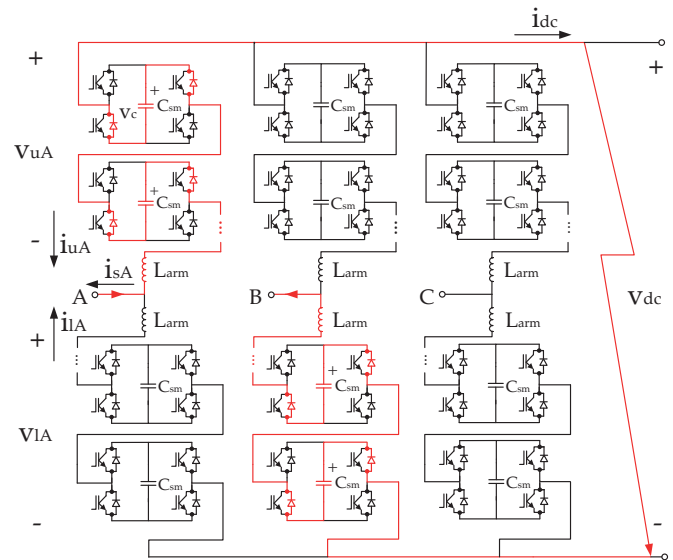 idc
+
+
+
vc
Csm
Csm
Csm
vuA
+
Csm
Csm
Csm
-
iuA
...
...
...
isA
Larm
Larm
Larm
A
B
C
vdc
+
ilA
Larm
Larm
Larm
...
...
...
+
Csm
Csm
Csm
vlA
+
Csm
Csm
Csm
-
-